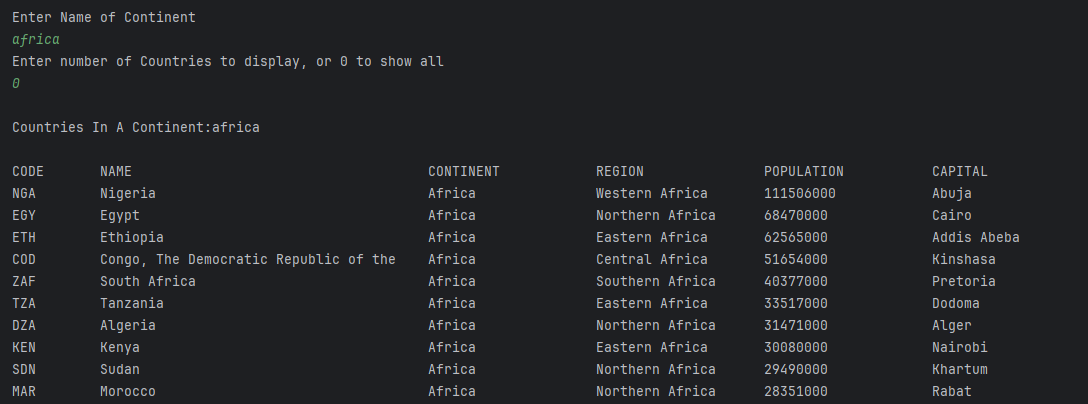 Enter Name of Continent
africa
Enter number of Countries to display, or 0 to show all
0
Countries In A Continent:africa
CODE NAME CONTINENT REGION POPULATION CAPITAL
NGA Nigeria Africa Western Africa 111506000 Abuja
EGY Egypt Africa Northern Africa 68470000 Cairo
ETH Ethiopia Africa Eastern Africa 62565000 Addis Abeba
COD Congo, The Democratic Republic of the Africa Central Africa 51654000 Kinshasa
ZAF South Africa Africa Southern Africa 40377000 Pretoria
TZA Tanzania Africa Eastern Africa 33517000 Dodoma
DZA Algeria Africa Northern Africa 31471000 Alger
KEN Kenya Africa Eastern Africa 30080000 Nairobi
SDN Sudan Africa Northern Africa 29490000 Khartum
MAR Morocco Africa Northern Africa 28351000 Rabat